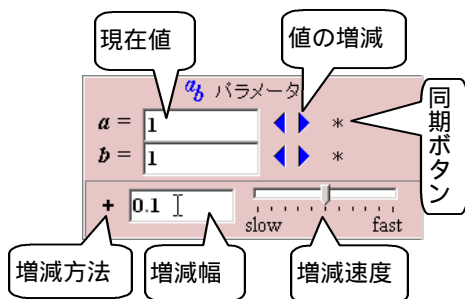 現在値
値の増減
ab パラメータ
a = 1 *
同期ボタン
b = 1 *
+ 0.1
slow fast
増減方法
増減幅
増減速度